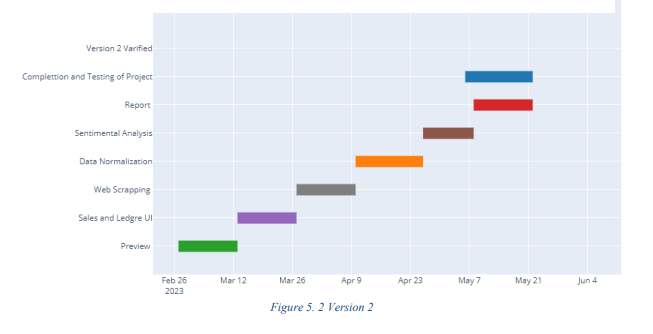 Version 2 Varified
Complettion and Testing of Project
Report
Sentimental Analysis
Data Normalization
Web Scrapping
Sales and Ledgre UI
Preview
Feb 26 Mar 12 Mar 26 Apr 9 Apr 23 May 7 May 21 Jun 4
2023
Figure 5. 2 Version 2